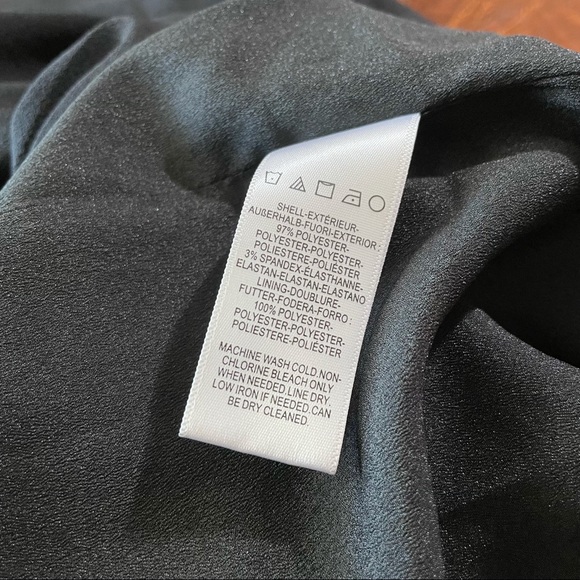 SHELL-EXTÉRIEUR-
AUßERHALB-FUORI-EXTERIOR:
97% POLYESTER-
POLYESTER-POLYESTER-
POLIESTERE-POLIÉSTER
3% SPANDEX-ÉLASTHANNE-
ELASTAN-ELASTAN-ELASTANO
LINING-DOUBLURE-
FUTTER-FODERA-FORRO:
100% POLYESTER-
POLYESTER-POLYESTER-
POLIESTERE-POLIÉSTER
MACHINE WASH COLD.NON-
CHLORINE BLEACH ONLY
WHEN NEEDED.LINE DRY.
LOW IRON IF NEEDED.CAN
BE DRY CLEANED.